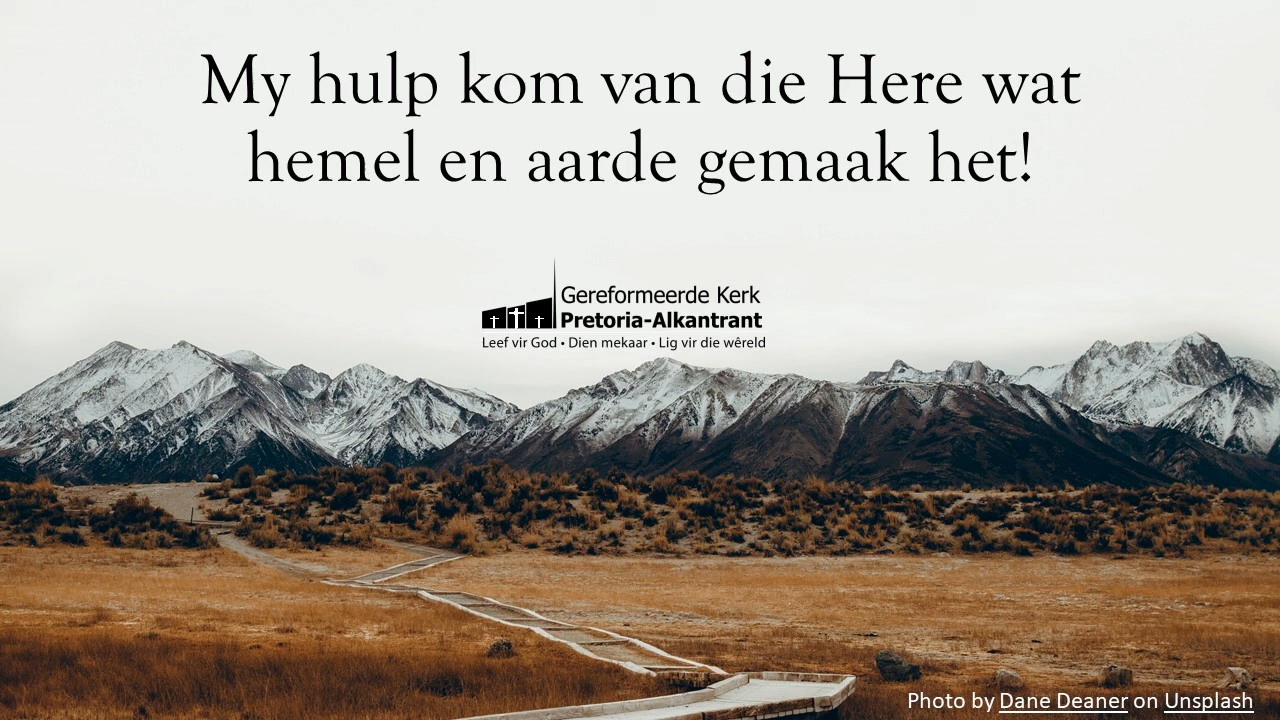 My hulp kom van die Here wat
hemel en aarde gemaak het!
Gereformeerde Kerk
Pretoria-Alkantrant
Leef vir God • Dien mekaar • Lig vir die wêreld
Photo by Dane Deaner on Unsplash